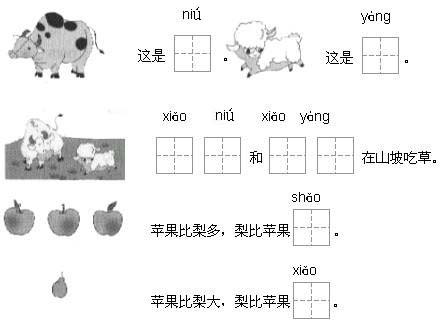 niú yáng
这是 。 这是 。
xiǎo niú xiǎo yáng
和 在山坡吃草。
shǎo
苹果比梨多，梨比苹果 。
xiǎo
苹果比梨大，梨比苹果 。